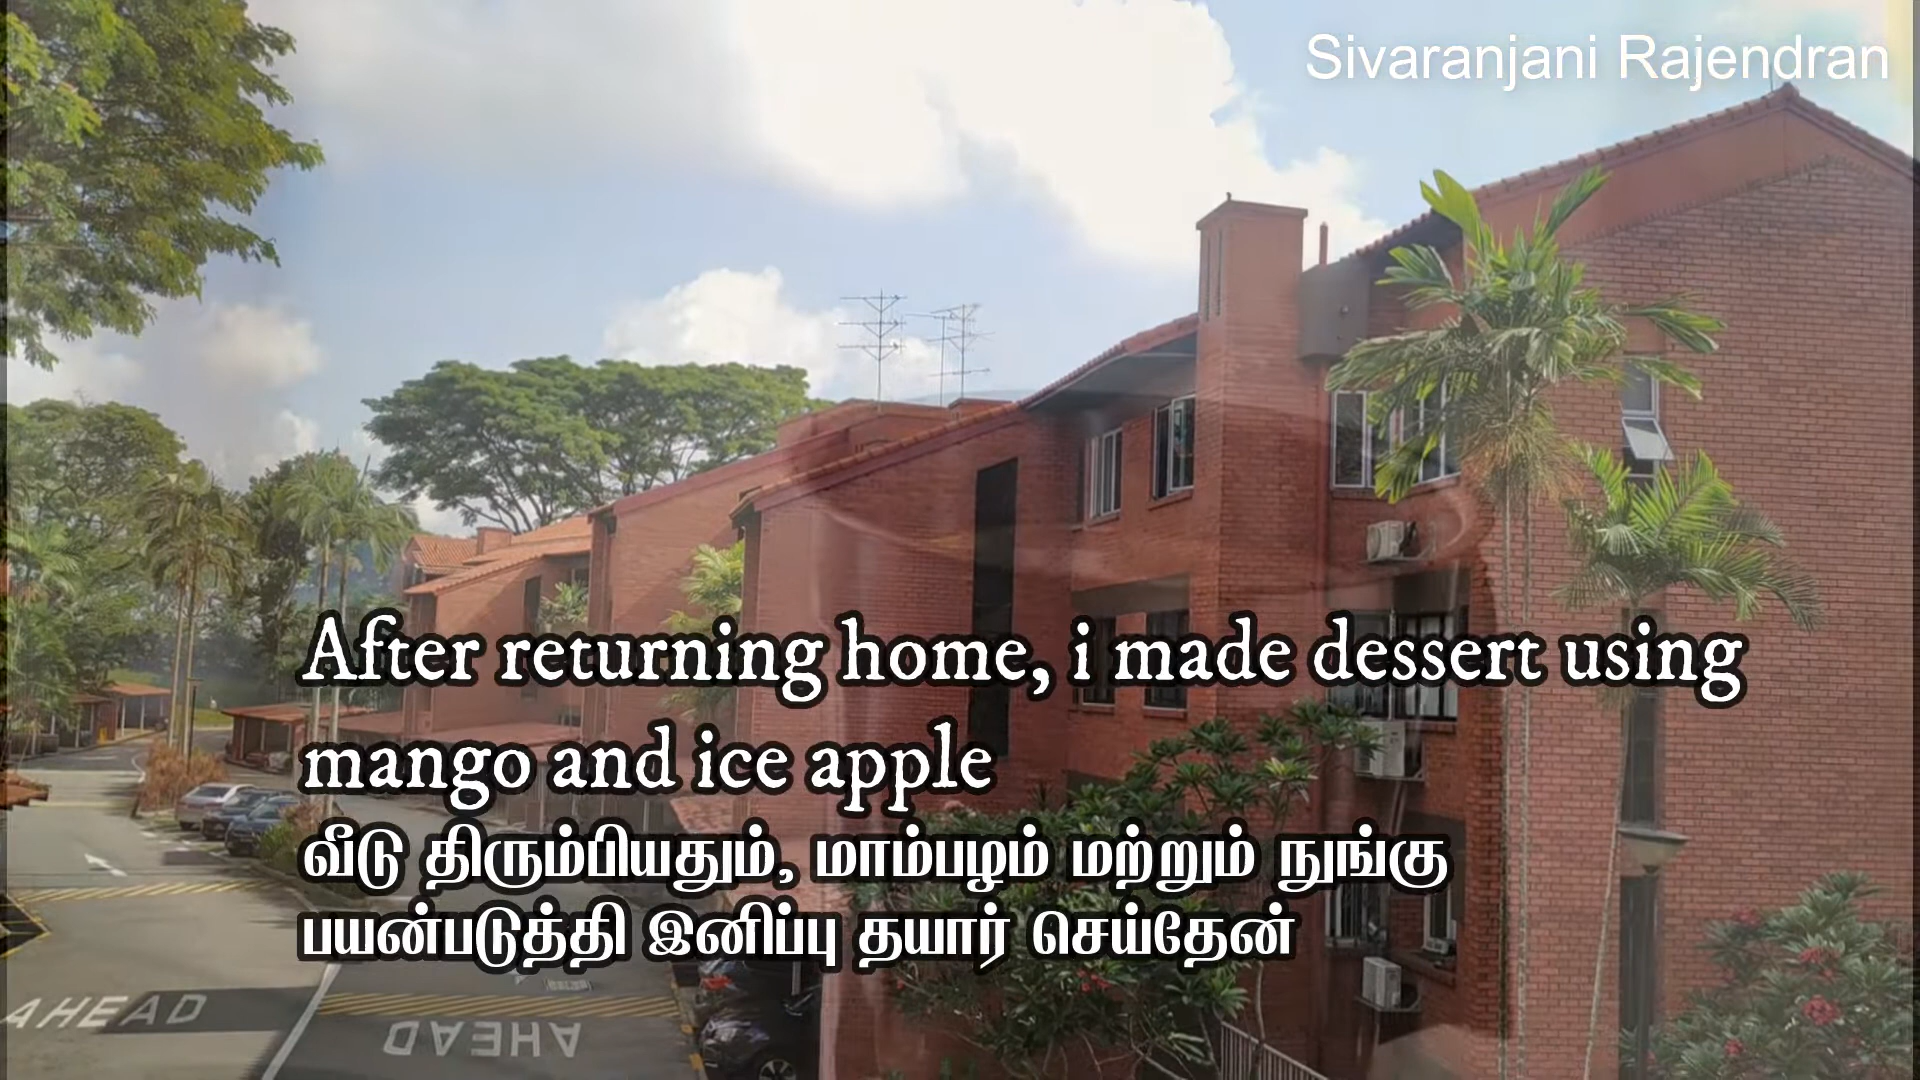 Sivaranjani Rajendran
After returning home, i made dessert using
mango and ice apple
வீடு திரும்பியதும், மாம்பழம் மற்றும் நுங்கு
பயன்படுத்தி இனிப்பு தயார் செய்தேன்
AHEAD
AHEAD